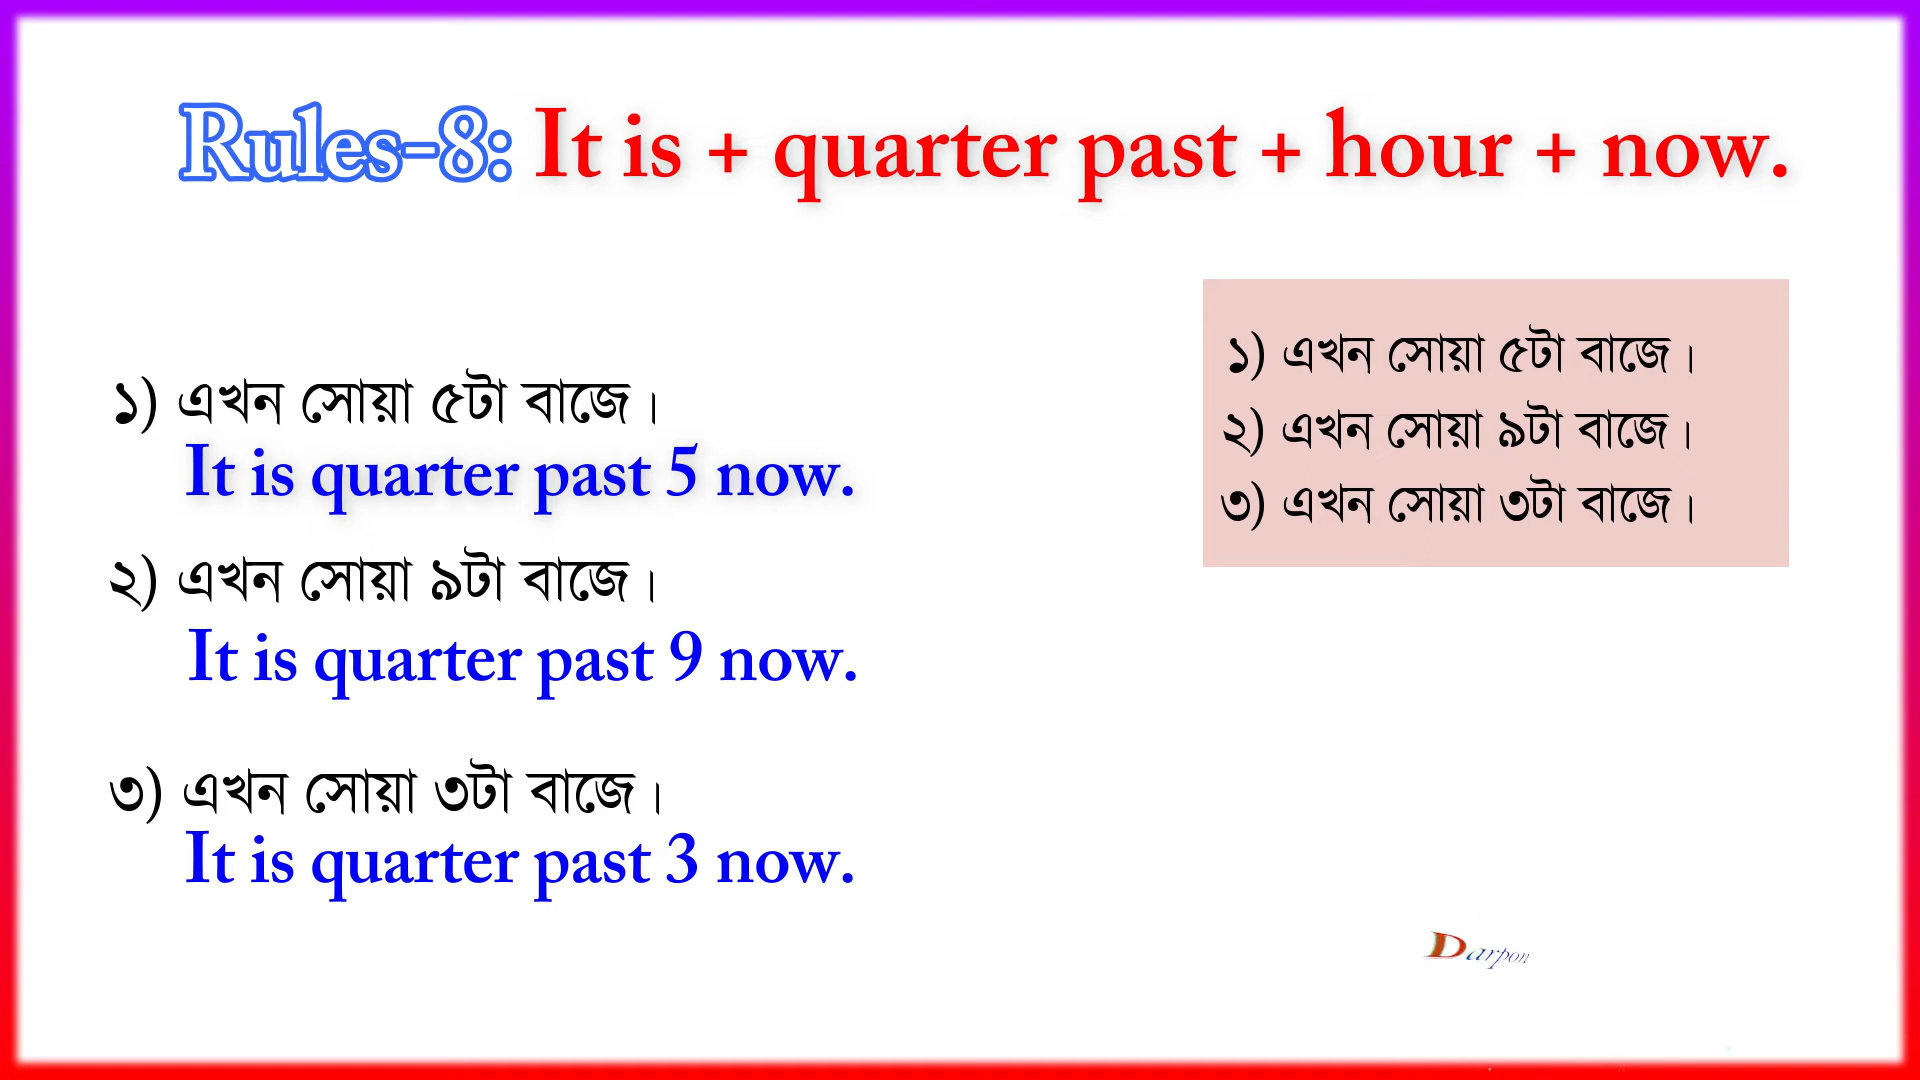 Rules-8: It is + quarter past + hour + now.
১) এখন সোয়া ৫টা বাজে।
It is quarter past 5 now.
২) এখন সোয়া ৯টা বাজে।
It is quarter past 9 now.
৩) এখন সোয়া ৩টা বাজে।
It is quarter past 3 now.
১) এখন সোয়া ৫টা বাজে।
২) এখন সোয়া ৯টা বাজে।
৩) এখন সোয়া ৩টা বাজে।
Darpon